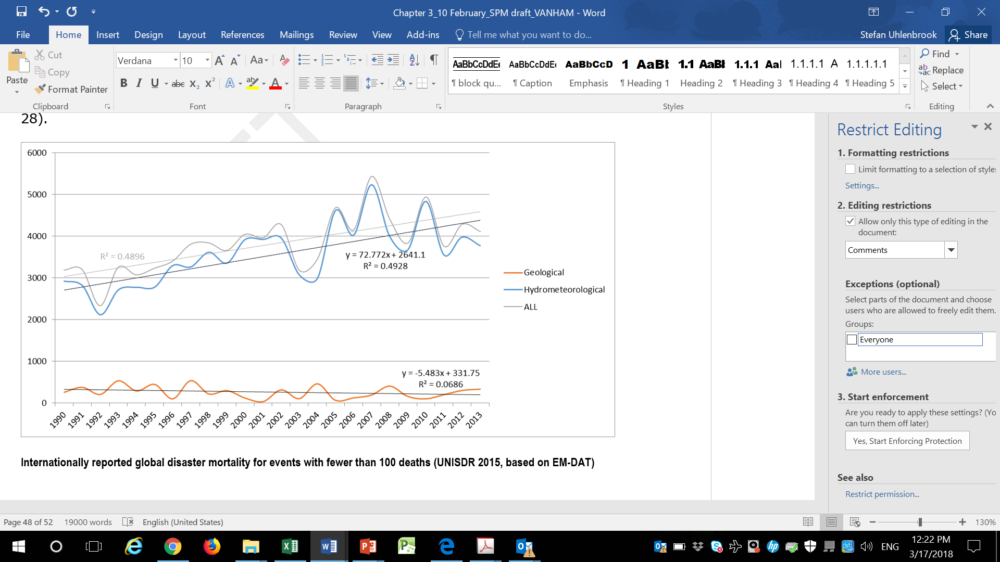 Chapter 3_10 February_SPM draft_VANHAM - Word
File Home Insert Design Layout References Mailings Review View Add-ins Tell me what you want to do... Stefan Uhlenbrook Share
Paste
Cut
Copy
Format Painter
Clipboard
Verdana 10
Font
Paragraph
AaBbCcDdEe AaBbCcDdEe AaBbCcD 1 AaBb 1.1 AaBb 1.1.1 Aa 1.1.1.1 A 1.1.1.1.1
¶ block qu... ¶ Caption Emphasis ¶ Heading 1 Heading 2 ¶ Heading 3 ¶ Heading 4 ¶ Heading 5
Styles
Find
Replace
Select
Editing
28).
6000
5000
4000
3000
2000
1000
0
R² = 0.4896
y = 72.772x + 2641.1
R² = 0.4928
y = -5.483x + 331.75
R² = 0.0686
1990 1991 1992 1993 1994 1995 1996 1997 1998 1999 2000 2001 2002 2003 2004 2005 2006 2007 2008 2009 2010 2011 2012 2013
Geological
Hydrometeorological
ALL
Internationally reported global disaster mortality for events with fewer than 100 deaths (UNISDR 2015, based on EM-DAT)
Restrict Editing
1. Formatting restrictions
Limit formatting to a selection of styles
Settings...
2. Editing restrictions
Allow only this type of editing in the
document:
Comments
Exceptions (optional)
Select parts of the document and choose
users who are allowed to freely edit them.
Groups:
Everyone
More users...
3. Start enforcement
Are you ready to apply these settings? (Yo
can turn them off later)
Yes, Start Enforcing Protection
See also
Restrict permission...
Page 48 of 52 19000 words English (United States) 130%
ENG
12:22 PM
3/17/2018